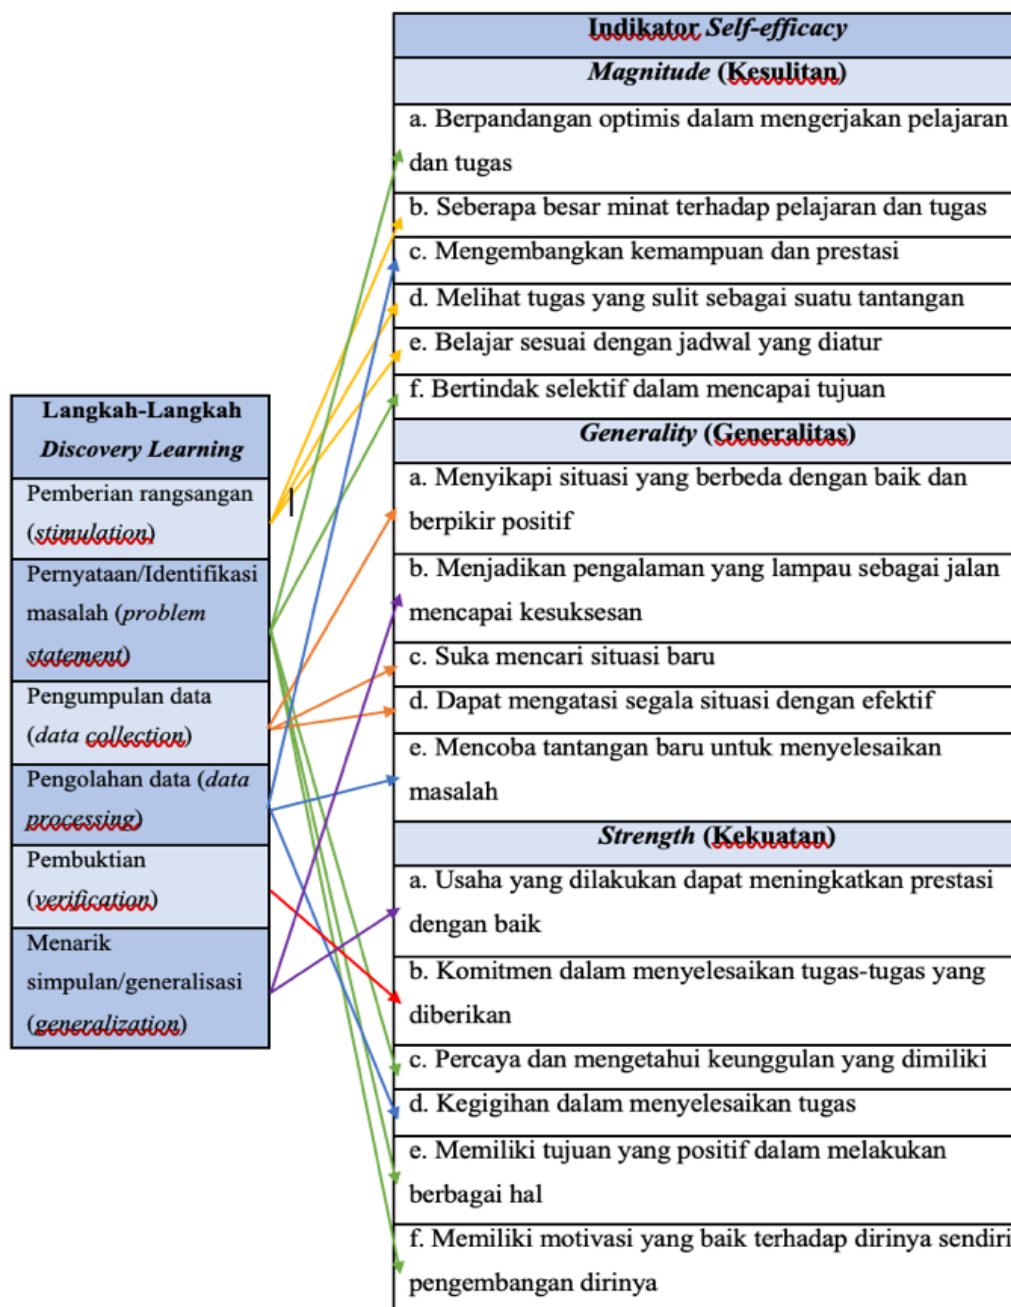 Indikator Self-efficacy
Magnitude (Kesulitan)
a. Berpandangan optimis dalam mengerjakan pelajaran
dan tugas
b. Seberapa besar minat terhadap pelajaran dan tugas
c. Mengembangkan kemampuan dan prestasi
d. Melihat tugas yang sulit sebagai suatu tantangan
e. Belajar sesuai dengan jadwal yang diatur
f. Bertindak selektif dalam mencapai tujuan
Generality (Generalitas)
a. Menyikapi situasi yang berbeda dengan baik dan
berpikir positif
b. Menjadikan pengalaman yang lampau sebagai jalan
mencapai kesuksesan
c. Suka mencari situasi baru
d. Dapat mengatasi segala situasi dengan efektif
e. Mencoba tantangan baru untuk menyelesaikan
masalah
Strength (Kekuatan)
a. Usaha yang dilakukan dapat meningkatkan prestasi
dengan baik
b. Komitmen dalam menyelesaikan tugas-tugas yang
diberikan
c. Percaya dan mengetahui keunggulan yang dimiliki
d. Kegigihan dalam menyelesaikan tugas
e. Memiliki tujuan yang positif dalam melakukan
berbagai hal
f. Memiliki motivasi yang baik terhadap dirinya sendiri
pengembangan dirinya
Langkah-Langkah
Discovery Learning
Pemberian rangsangan
(stimulation)
Pernyataan/Identifikasi
masalah (problem
statement)
Pengumpulan data
(data collection)
Pengolahan data (data
processing)
Pembuktian
(verification)
Menarik
simpulan/generalisasi
(generalization)